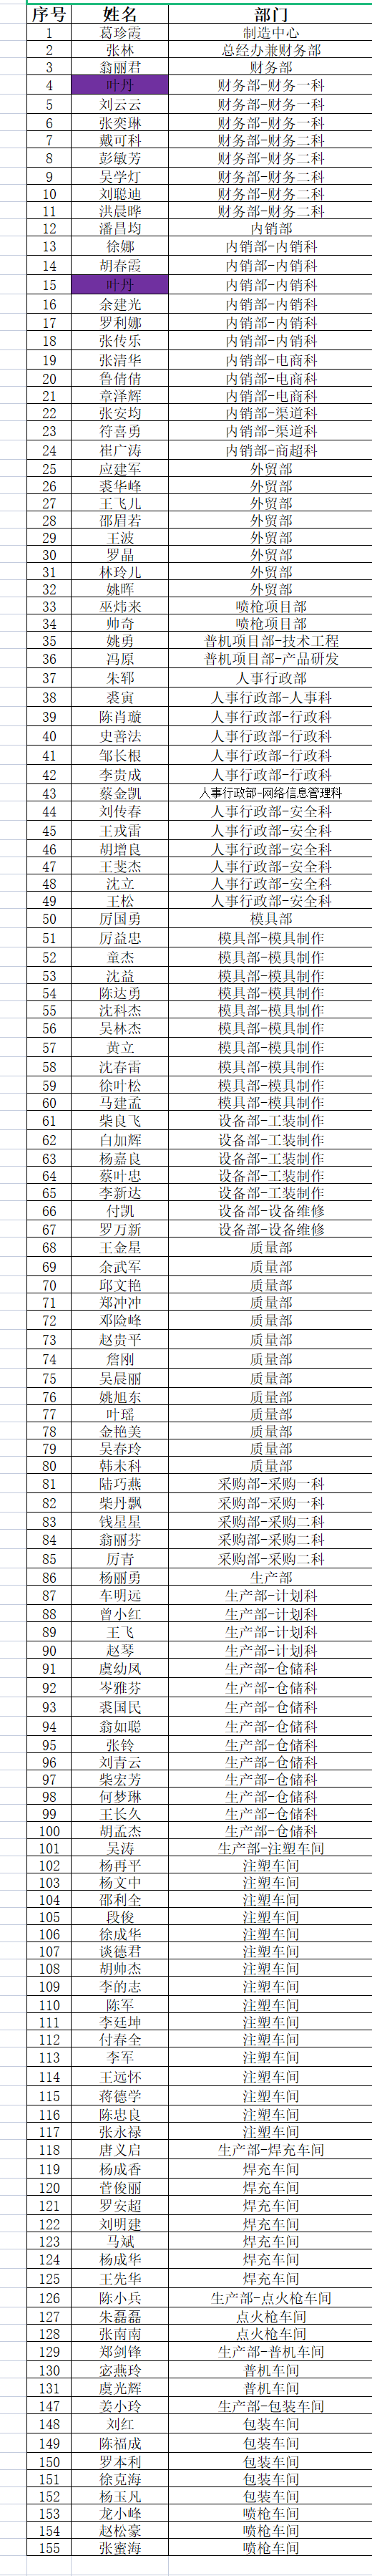 序号 姓名 部门
1 葛珍霞 制造中心
2 张林 总经办兼财务部
3 翁丽君 财务部
4 叶丹 财务部-财务一科
5 刘云云 财务部-财务一科
6 张奕琳 财务部-财务一科
7 戴可科 财务部-财务二科
8 彭敏芳 财务部-财务二科
9 吴学灯 财务部-财务二科
10 刘聪迪 财务部-财务二科
11 洪晨晔 财务部-财务二科
12 潘昌均 内销部
13 徐娜 内销部-内销科
14 胡春霞 内销部-内销科
15 叶丹 内销部-内销科
16 余建光 内销部-内销科
17 罗利娜 内销部-内销科
18 张传乐 内销部-内销科
19 张清华 内销部-电商科
20 鲁倩倩 内销部-电商科
21 章泽辉 内销部-电商科
22 张安均 内销部-渠道科
23 符喜勇 内销部-渠道科
24 崔广涛 内销部-商超科
25 应建军 外贸部
26 裘华峰 外贸部
27 王飞儿 外贸部
28 邵眉若 外贸部
29 王波 外贸部
30 罗晶 外贸部
31 林玲儿 外贸部
32 姚晖 外贸部
33 巫炜来 喷枪项目部
34 帅奇 喷枪项目部
35 姚勇 普机项目部-技术工程
36 冯原 普机项目部-产品研发
37 朱郓 人事行政部
38 裘寅 人事行政部-人事科
39 陈肖璇 人事行政部-行政科
40 史善法 人事行政部-行政科
41 邹长根 人事行政部-行政科
42 李贵成 人事行政部-行政科
43 蔡金凯 人事行政部-网络信息管理科
44 刘传春 人事行政部-安全科
45 王戎雷 人事行政部-安全科
46 胡增良 人事行政部-安全科
47 王斐杰 人事行政部-安全科
48 沈立 人事行政部-安全科
49 王松 人事行政部-安全科
50 厉国勇 模具部
51 厉益忠 模具部-模具制作
52 童杰 模具部-模具制作
53 沈益 模具部-模具制作
54 陈达勇 模具部-模具制作
55 沈科杰 模具部-模具制作
56 吴林杰 模具部-模具制作
57 黄立 模具部-模具制作
58 沈春雷 模具部-模具制作
59 徐叶松 模具部-模具制作
60 马建孟 模具部-模具制作
61 柴良飞 设备部-工装制作
62 白加辉 设备部-工装制作
63 杨嘉良 设备部-工装制作
64 蔡叶忠 设备部-工装制作
65 李新达 设备部-工装制作
66 付凯 设备部-设备维修
67 罗万新 设备部-设备维修
68 王金星 质量部
69 余武军 质量部
70 邱文艳 质量部
71 郑冲冲 质量部
72 邓险峰 质量部
73 赵贵平 质量部
74 詹刚 质量部
75 吴晨丽 质量部
76 姚旭东 质量部
77 叶瑶 质量部
78 金艳美 质量部
79 吴春玲 质量部
80 韩未科 质量部
81 陆巧燕 采购部-采购一科
82 柴丹飘 采购部-采购一科
83 钱星星 采购部-采购二科
84 翁丽芬 采购部-采购二科
85 厉青 采购部-采购二科
86 杨丽勇 生产部
87 车明远 生产部-计划科
88 曾小红 生产部-计划科
89 王飞 生产部-计划科
90 赵琴 生产部-计划科
91 虞幼凤 生产部-仓储科
92 岑雅芬 生产部-仓储科
93 裘国民 生产部-仓储科
94 翁如聪 生产部-仓储科
95 张铃 生产部-仓储科
96 刘青云 生产部-仓储科
97 柴宏芳 生产部-仓储科
98 何梦琳 生产部-仓储科
99 王长久 生产部-仓储科
100 胡孟杰 生产部-仓储科
101 吴涛 生产部-注塑车间
102 杨再平 注塑车间
103 杨文中 注塑车间
104 邵利全 注塑车间
105 段俊 注塑车间
106 徐成华 注塑车间
107 谈德君 注塑车间
108 胡帅杰 注塑车间
109 李的志 注塑车间
110 陈军 注塑车间
111 李廷坤 注塑车间
112 付春全 注塑车间
113 李军 注塑车间
114 王远怀 注塑车间
115 蒋德学 注塑车间
116 陈忠良 注塑车间
117 张永禄 注塑车间
118 唐义启 生产部-焊充车间
119 杨成香 焊充车间
120 菅俊丽 焊充车间
121 罗安超 焊充车间
122 刘明建 焊充车间
123 马斌 焊充车间
124 杨成华 焊充车间
125 王先华 焊充车间
126 陈小兵 生产部-点火枪车间
127 朱磊磊 点火枪车间
128 张南南 点火枪车间
129 郑剑锋 生产部-普机车间
130 宓燕玲 普机车间
131 虞光辉 普机车间
147 姜小玲 生产部-包装车间
148 刘红 包装车间
149 陈福成 包装车间
150 罗本利 包装车间
151 徐克海 包装车间
152 杨玉凡 包装车间
153 龙小峰 喷枪车间
154 赵松豪 喷枪车间
155 张蜜海 喷枪车间